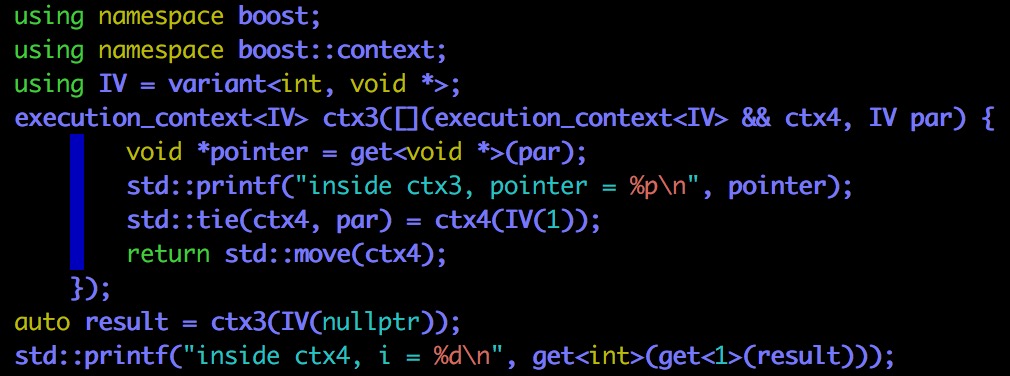 using namespace boost;
using namespace boost::context;
using IV = variant<int, void *>;
execution_context<IV> ctx3([](execution_context<IV> && ctx4, IV par) {
        void *pointer = get<void *>(par);
        std::printf("inside ctx3, pointer = %p\n", pointer);
        std::tie(ctx4, par) = ctx4(IV(1));
        return std::move(ctx4);
    });
auto result = ctx3(IV(nullptr));
std::printf("inside ctx4, i = %d\n", get<int>(get<1>(result)));